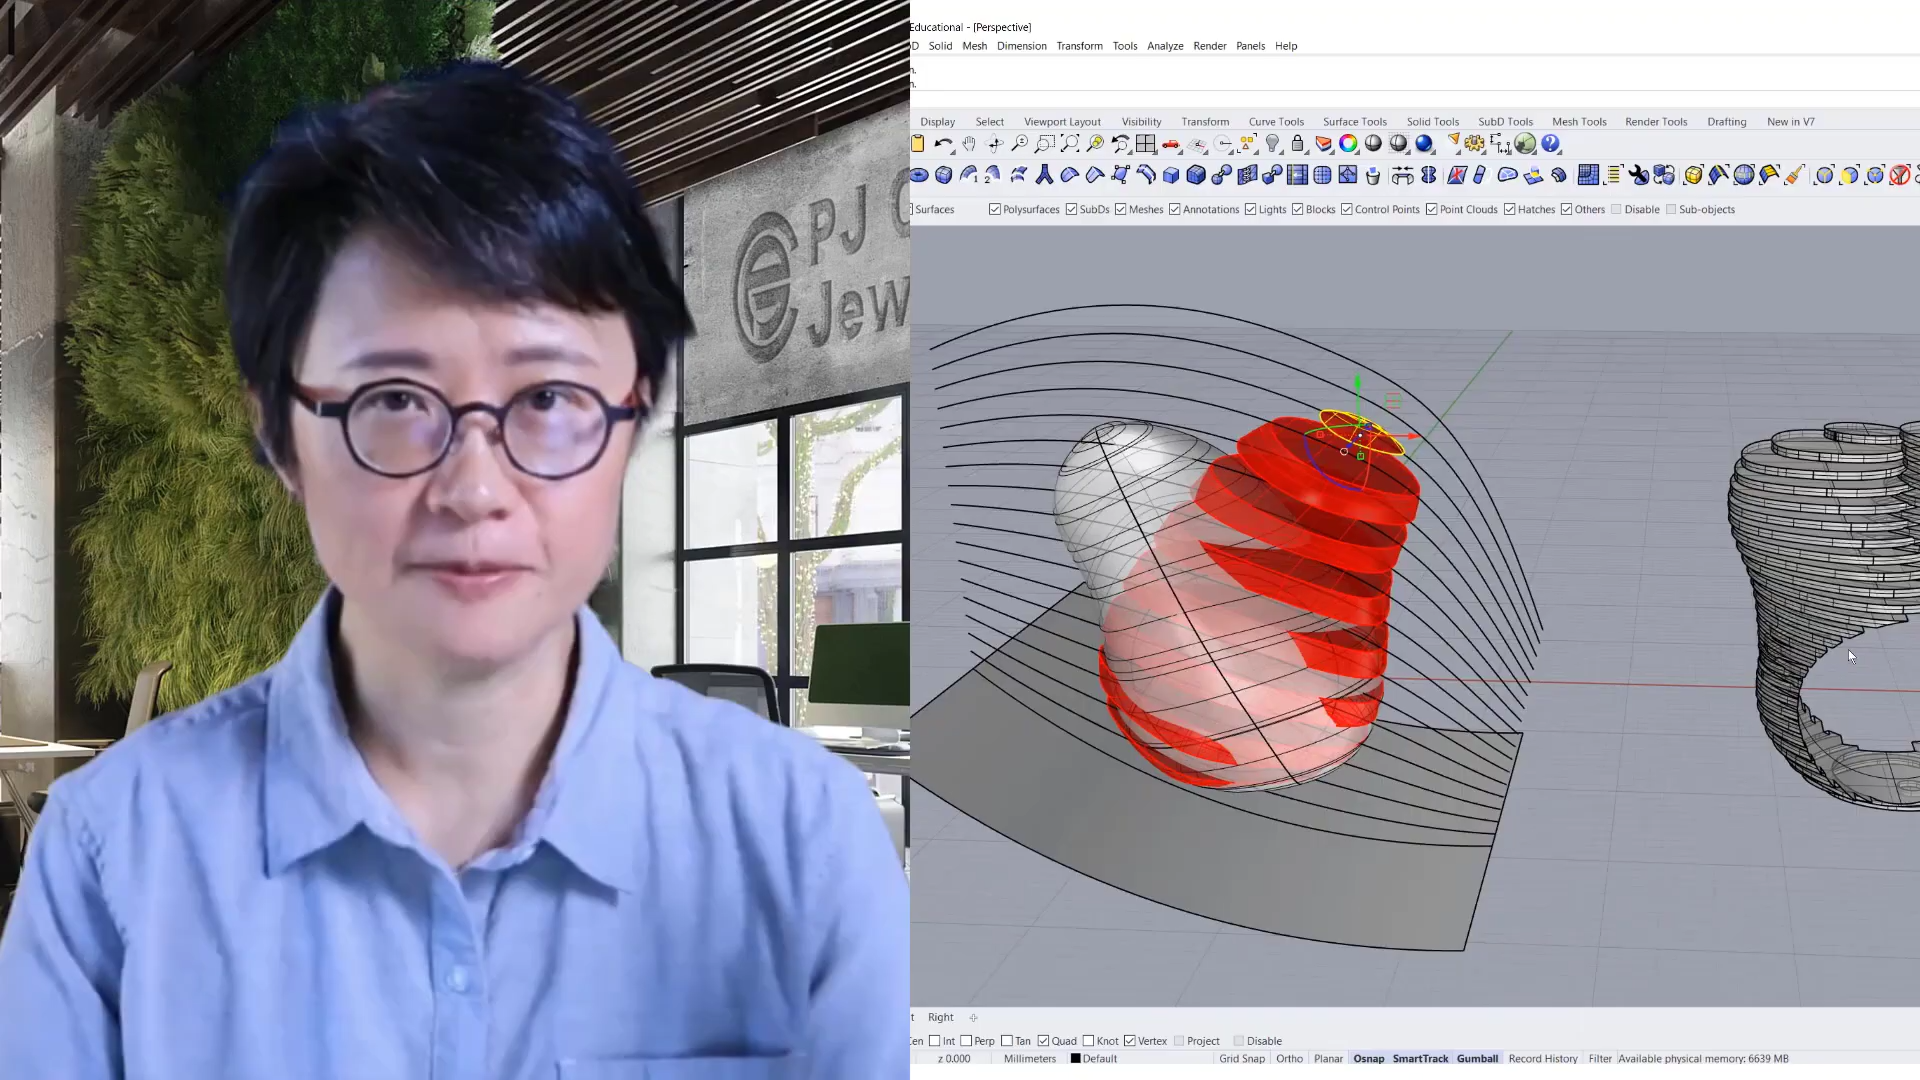 PJ C
Jew
Educational - [Perspective]
D Solid Mesh Dimension Transform Tools Analyze Render Panels Help
n.
n.
Display Select Viewport Layout Visibility Transform Curve Tools Surface Tools Solid Tools SubD Tools Mesh Tools Render Tools Drafting New in V7
Surfaces Polysurfaces SubDs Meshes Annotations Lights Blocks Control Points Point Clouds Hatches Others Disable Sub-objects
t Right
Cen Int Perp Tan Quad Knot Vertex Project Disable
z 0.000 Millimeters Default Grid Snap Ortho Planar Osnap SmartTrack Gumball Record History Filter Available physical memory: 6639 MB